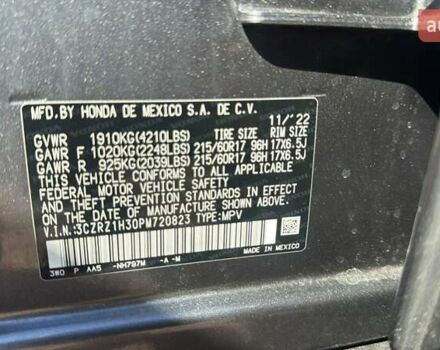 MFD.BY HONDA DE MEXICO S.A. DE C.V.
11/'22
GVWR 1910KG(4210LBS) TIRE SIZE RIM SIZE
GAWR F 1020KG(2248LBS) 215/60R17 96H 17X6.5J
GAWR R 925KG(2039LBS) 215/60R17 96H 17X6.5J
THIS VEHICLE CONFORMS TO ALL APPLICABLE
FEDERAL MOTOR VEHICLE SAFETY STANDARDS IN
EFFECT ON THE DATE OF MANUFACTURE SHOWN ABOVE.
V.I.N.:3CZRZ1H30PM720823 TYPE:MPV
3W0 P AA5 -NH797M -A -M
MADE IN MEXICO